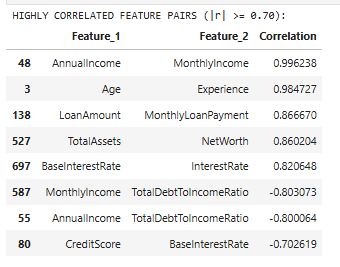 HIGHLY CORRELATED FEATURE PAIRS (|r| >= 0.70):
Feature_1 Feature_2 Correlation
48 AnnualIncome MonthlyIncome 0.996238
3 Age Experience 0.984727
138 LoanAmount MonthlyLoanPayment 0.866670
527 TotalAssets NetWorth 0.860204
697 BaseInterestRate InterestRate 0.820648
587 MonthlyIncome TotalDebtToIncomeRatio -0.803073
55 AnnualIncome TotalDebtToIncomeRatio -0.800064
80 CreditScore BaseInterestRate -0.702619